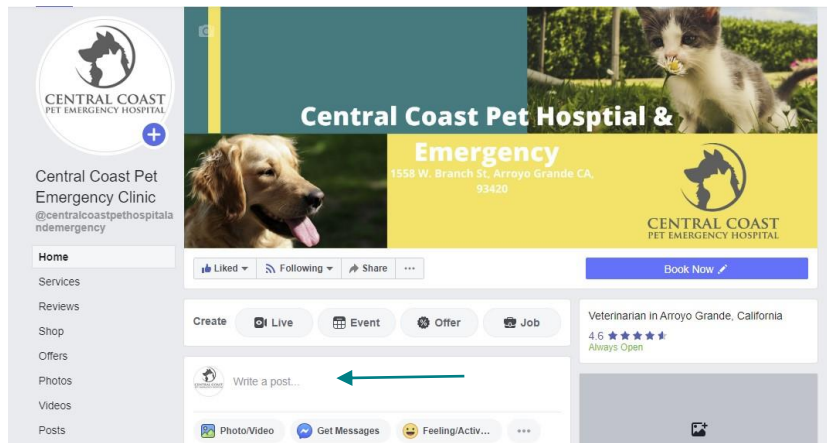 CENTRAL COAST
PET EMERGENCY HOSPITAL
Central Coast Pet
Emergency Clinic
@centralcoastpethospitala
ndemergency
Home
Services
Reviews
Shop
Offers
Photos
Videos
Posts
Central Coast Pet Hosptial &
Emergency
1558 W. Branch St, Arroyo Grande CA,
93420
CENTRAL COAST
PET EMERGENCY HOSPITAL
Liked Following Share ...
Book Now
Create Live Event Offer Job
Write a post...
Photo/Video Get Messages Feeling/Activ... ...
Veterinarian in Arroyo Grande, California
4.6
Always Open